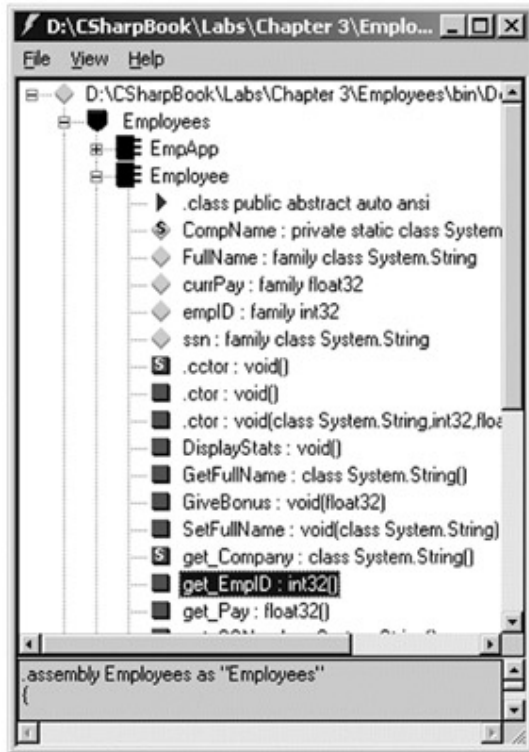 D:\CSharpBook\Labs\Chapter 3\Emplo...
File View Help
D:\CSharpBook\Labs\Chapter 3\Employees\bin\De
Employees
EmpApp
Employee
.class public abstract auto ansi
S CompName : private static class System
FullName : family class System.String
currPay : family float32
empID : family int32
ssn : family class System.String
S .cctor : void()
.ctor : void()
.ctor : void(class System.String,int32,floa
DisplayStats : void()
GetFullName : class System.String()
GiveBonus : void(float32)
SetFullName : void(class System.String)
S get_Company : class System.String()
get_EmpID : int32()
get_Pay : float32()
.assembly Employees as "Employees"
{